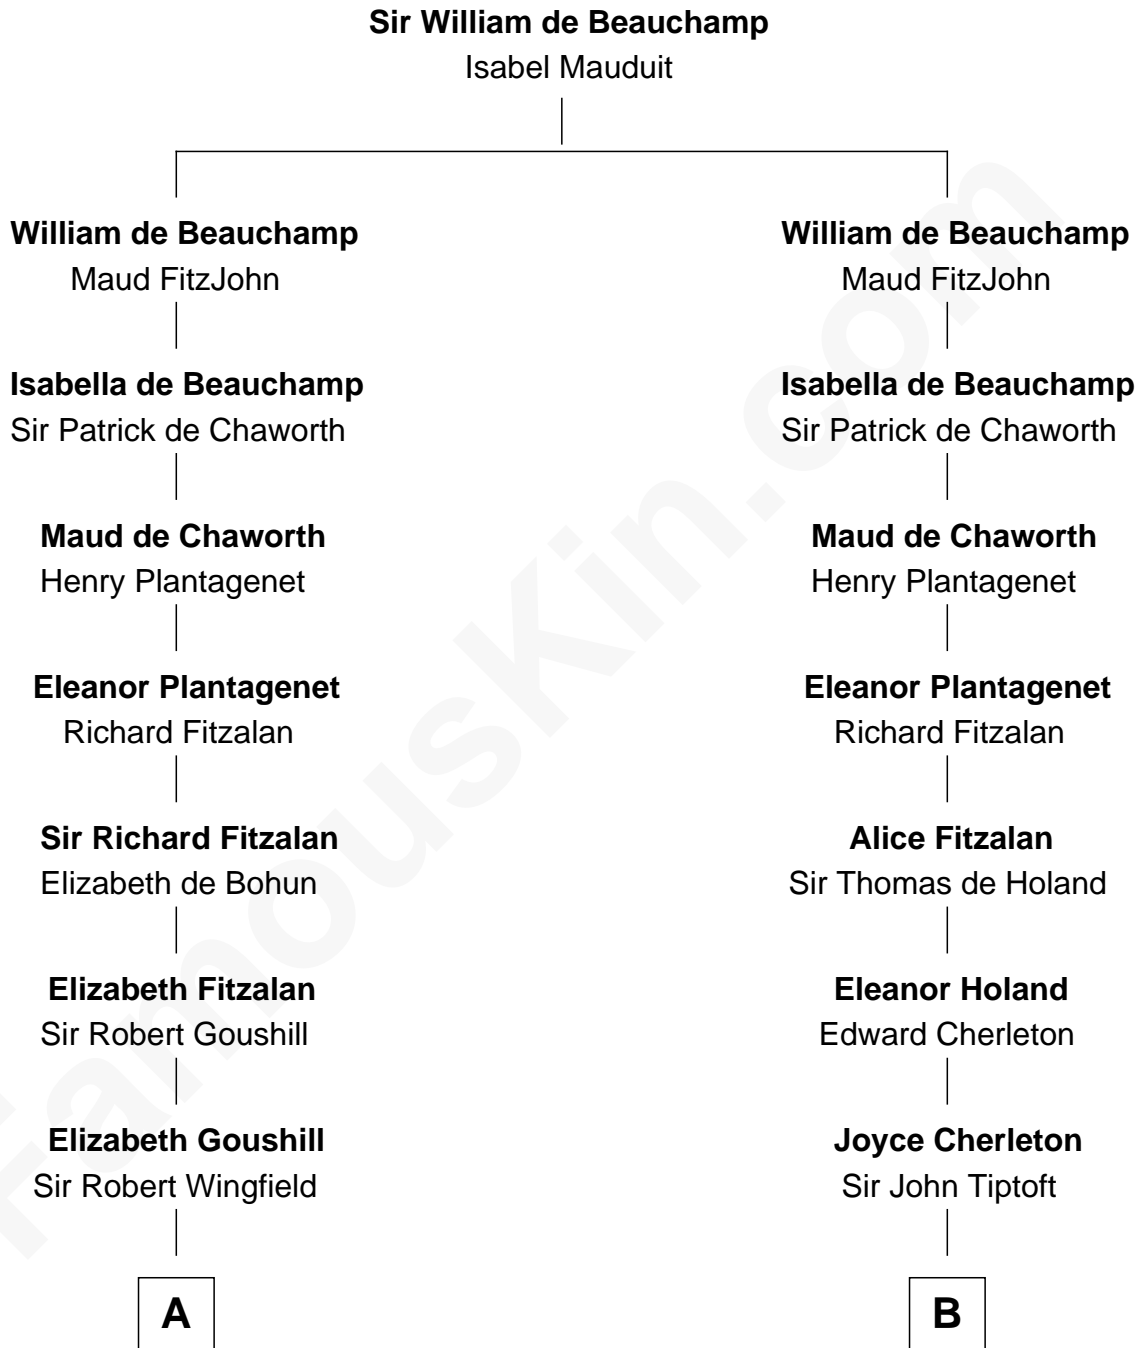 Sir William de Beauchamp
Isabel Mauduit
William de Beauchamp
Maud FitzJohn
Isabella de Beauchamp
Sir Patrick de Chaworth
Maud de Chaworth
Henry Plantagenet
Eleanor Plantagenet
Richard Fitzalan
Sir Richard Fitzalan
Elizabeth de Bohun
Elizabeth Fitzalan
Sir Robert Goushill
Elizabeth Goushill
Sir Robert Wingfield
A
William de Beauchamp
Maud FitzJohn
Isabella de Beauchamp
Sir Patrick de Chaworth
Maud de Chaworth
Henry Plantagenet
Eleanor Plantagenet
Richard Fitzalan
Alice Fitzalan
Sir Thomas de Holand
Eleanor Holand
Edward Cherleton
Joyce Cherleton
Sir John Tiptoft
B
FamousKin.com